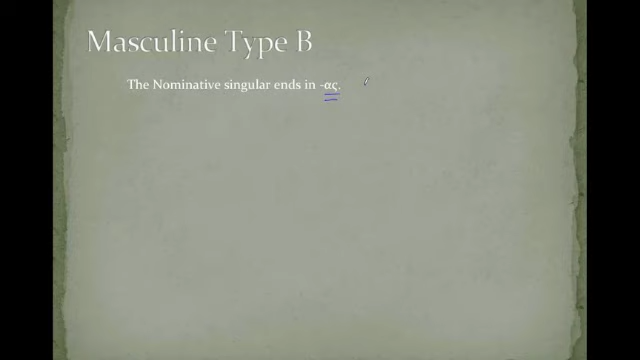 Masculine Type B
The Nominative singular ends in -ας.